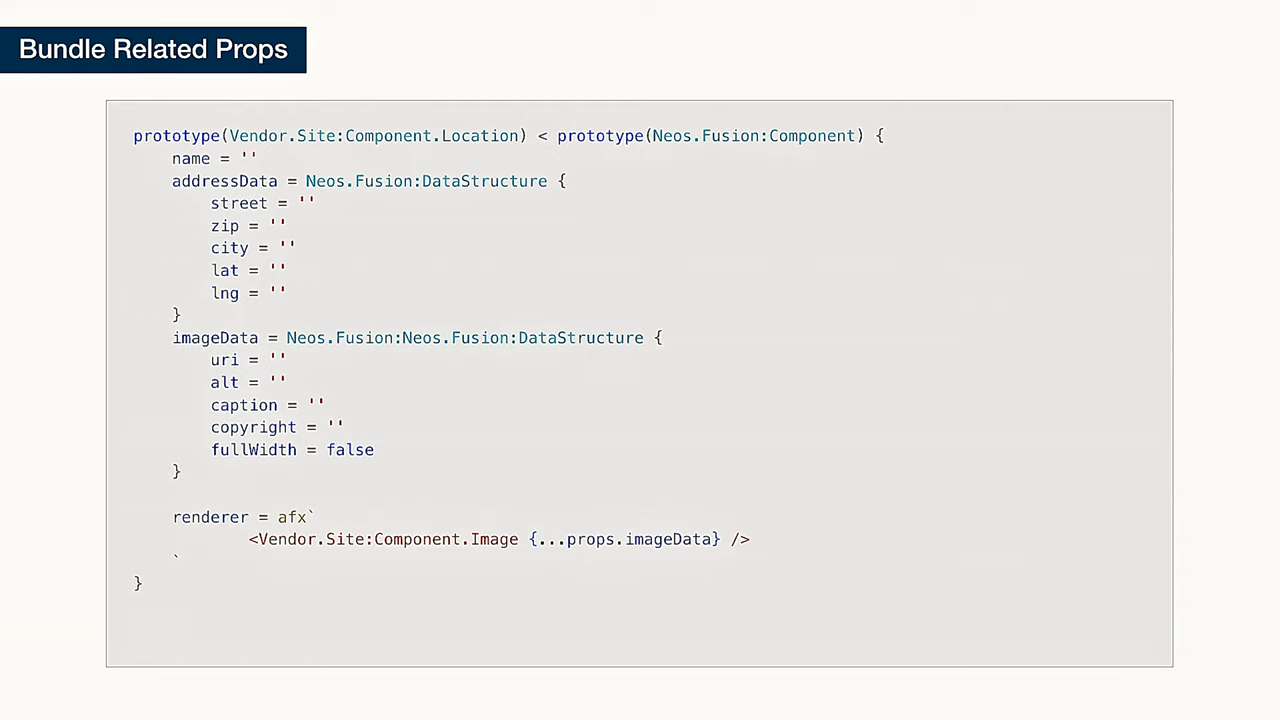 Bundle Related Props
prototype(Vendor.Site:Component.Location) < prototype(Neos.Fusion:Component) {
    name = ''
    addressData = Neos.Fusion:DataStructure {
        street = ''
        zip = ''
        city = ''
        lat = ''
        lng = ''
    }
    imageData = Neos.Fusion:Neos.Fusion:DataStructure {
        uri = ''
        alt = ''
        caption = ''
        copyright = ''
        fullWidth = false
    }
    renderer = afx`
            <Vendor.Site:Component.Image {...props.imageData} />
    `
}